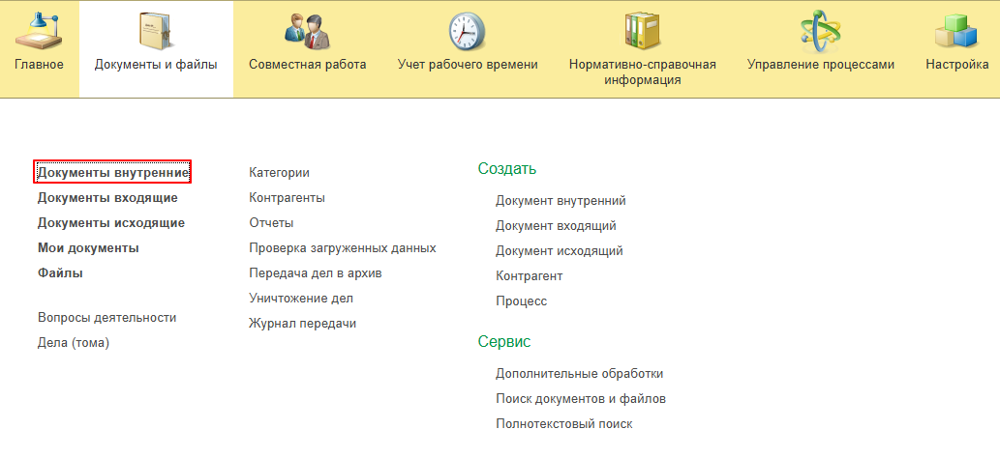 Главное
Документы и файлы
Совместная работа
Учет рабочего времени
Нормативно-справочная
информация
Управление процессами
Настройка
Документы внутренние
Документы входящие
Документы исходящие
Мои документы
Файлы
Вопросы деятельности
Дела (тома)
Категории
Контрагенты
Отчеты
Проверка загруженных данных
Передача дел в архив
Уничтожение дел
Журнал передачи
Создать
Документ внутренний
Документ входящий
Документ исходящий
Контрагент
Процесс
Сервис
Дополнительные обработки
Поиск документов и файлов
Полнотекстовый поиск